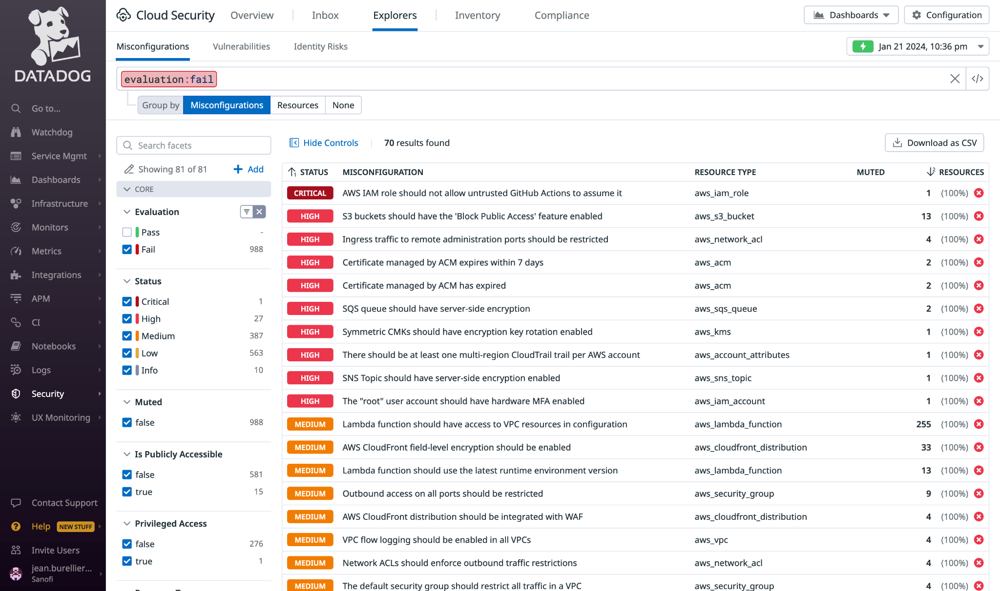 DATADOG
Go to...
Watchdog
Service Mgmt
Dashboards
Infrastructure
Monitors
Metrics
Integrations
APM
CI
Notebooks
Logs
Security
UX Monitoring
Contact Support
Help NEW STUFF
Invite Users
jean.burellier...
Sanofi
Cloud Security Overview Inbox Explorers Inventory Compliance Dashboards Configuration
Misconfigurations Vulnerabilities Identity Risks Jan 21 2024, 10:36 pm
evaluation:fail </>
Group by Misconfigurations Resources None
Search facets
Showing 81 of 81 Add
CORE
Evaluation
Pass -
Fail 988
Status
Critical 1
High 27
Medium 387
Low 563
Info 10
Muted
false 988
Is Publicly Accessible
false 581
true 15
Privileged Access
false 276
true 1
Hide Controls 70 results found Download as CSV
1 STATUS MISCONFIGURATION RESOURCE TYPE MUTED 2 RESOURCES
CRITICAL AWS IAM role should not allow untrusted GitHub Actions to assume it aws_iam_role 1 (100%)
HIGH S3 buckets should have the 'Block Public Access' feature enabled aws_s3_bucket 13 (100%)
HIGH Ingress traffic to remote administration ports should be restricted aws_network_acl 4 (100%)
HIGH Certificate managed by ACM expires within 7 days aws_acm 2 (100%)
HIGH Certificate managed by ACM has expired aws_acm 2 (100%)
HIGH SQS queue should have server-side encryption aws_sqs_queue 2 (100%)
HIGH Symmetric CMKs should have encryption key rotation enabled aws_kms 1 (100%)
HIGH There should be at least one multi-region CloudTrail trail per AWS account aws_account_attributes 1 (100%)
HIGH SNS Topic should have server-side encryption enabled aws_sns_topic 1 (100%)
HIGH The "root" user account should have hardware MFA enabled aws_iam_account 1 (100%)
MEDIUM Lambda function should have access to VPC resources in configuration aws_lambda_function 255 (100%)
MEDIUM AWS CloudFront field-level encryption should be enabled aws_cloudfront_distribution 33 (100%)
MEDIUM Lambda function should use the latest runtime environment version aws_lambda_function 13 (100%)
MEDIUM Outbound access on all ports should be restricted aws_security_group 9 (100%)
MEDIUM AWS CloudFront distribution should be integrated with WAF aws_cloudfront_distribution 4 (100%)
MEDIUM VPC flow logging should be enabled in all VPCs aws_vpc 4 (100%)
MEDIUM Network ACLs should enforce outbound traffic restrictions aws_network_acl 4 (100%)
MEDIUM The default security group should restrict all traffic in a VPC aws_security_group 4 (100%)